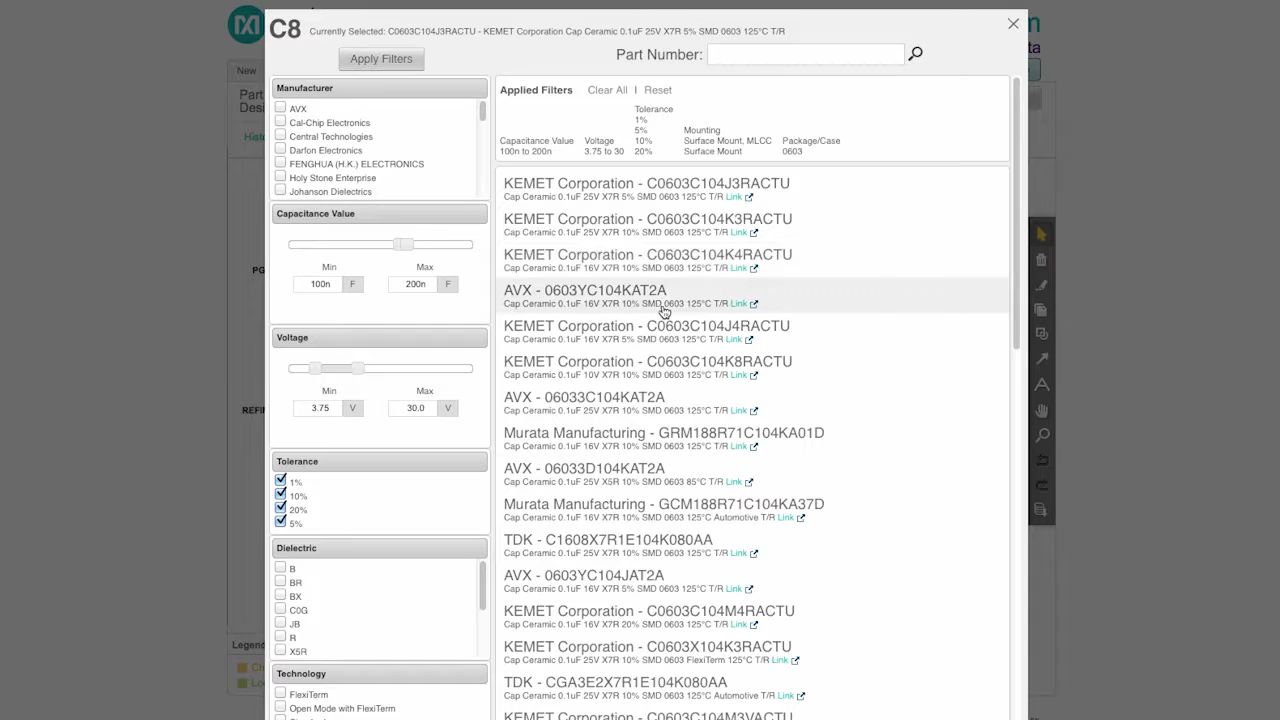 C8
Currently Selected: C0603C104J3RACTU - KEMET Corporation Cap Ceramic 0.1uF 25V X7R 5% SMD 0603 125°C T/R
Apply Filters
Part Number:
New
Part
Desi
Histo
PG
REFIN
Legend
Manufacturer
AVX
Cal-Chip Electronics
Central Technologies
Darfon Electronics
FENGHUA (H.K.) ELECTRONICS
Holy Stone Enterprise
Johanson Dielectrics
Capacitance Value
Min
Max
100n F
200n F
Voltage
Min
Max
3.75 V
30.0 V
Tolerance
1%
10%
20%
5%
Dielectric
B
BR
BX
C0G
JB
R
X5R
Technology
FlexiTerm
Open Mode with FlexiTerm
Applied Filters Clear All | Reset
Capacitance Value
100n to 200n
Voltage
3.75 to 30
Tolerance
1%
5%
10%
20%
Mounting
Surface Mount, MLCC
Surface Mount
Package/Case
0603
KEMET Corporation - C0603C104J3RACTU
Cap Ceramic 0.1uF 25V X7R 5% SMD 0603 125°C T/R Link
KEMET Corporation - C0603C104K3RACTU
Cap Ceramic 0.1uF 25V X7R 10% SMD 0603 125°C T/R Link
KEMET Corporation - C0603C104K4RACTU
Cap Ceramic 0.1uF 16V X7R 10% SMD 0603 125°C T/R Link
AVX - 0603YC104KAT2A
Cap Ceramic 0.1uF 16V X7R 10% SMD 0603 125°C T/R Link
KEMET Corporation - C0603C104J4RACTU
Cap Ceramic 0.1uF 16V X7R 5% SMD 0603 125°C T/R Link
KEMET Corporation - C0603C104K8RACTU
Cap Ceramic 0.1uF 10V X7R 10% SMD 0603 125°C T/R Link
AVX - 06033C104KAT2A
Cap Ceramic 0.1uF 25V X7R 10% SMD 0603 125°C T/R Link
Murata Manufacturing - GRM188R71C104KA01D
Cap Ceramic 0.1uF 16V X7R 10% SMD 0603 125°C T/R Link
AVX - 06033D104KAT2A
Cap Ceramic 0.1uF 25V X5R 10% SMD 0603 85°C T/R Link
Murata Manufacturing - GCM188R71C104KA37D
Cap Ceramic 0.1uF 16V X7R 10% SMD 0603 125°C Automotive T/R Link
TDK - C1608X7R1E104K080AA
Cap Ceramic 0.1uF 25V X7R 10% SMD 0603 125°C T/R Link
AVX - 0603YC104JAT2A
Cap Ceramic 0.1uF 16V X7R 5% SMD 0603 125°C T/R Link
KEMET Corporation - C0603C104M4RACTU
Cap Ceramic 0.1uF 16V X7R 20% SMD 0603 125°C T/R Link
KEMET Corporation - C0603X104K3RACTU
Cap Ceramic 0.1uF 25V X7R 10% SMD 0603 FlexiTerm 125°C T/R Link
TDK - CGA3E2X7R1E104K080AA
Cap Ceramic 0.1uF 25V X7R 10% SMD 0603 125°C Automotive T/R Link
KEMET Corporation - C0603C104M3VACTU